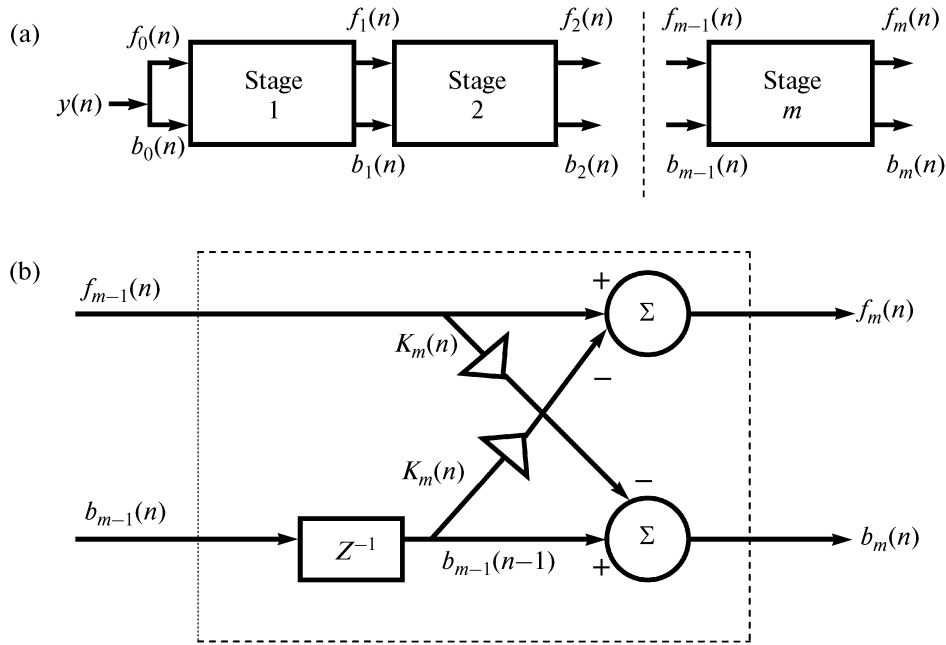 (a)
f₀(n)
f₁(n)
f₂(n)
fₘ₋₁(n)
fₘ(n)
y(n)
Stage
1
Stage
2
Stage
m
b₀(n)
b₁(n)
b₂(n)
bₘ₋₁(n)
bₘ(n)
(b)
fₘ₋₁(n)
+
Σ
fₘ(n)
Kₘ(n)
−
Kₘ(n)
−
bₘ₋₁(n)
Z⁻¹
bₘ₋₁(n−1)
+
Σ
bₘ(n)